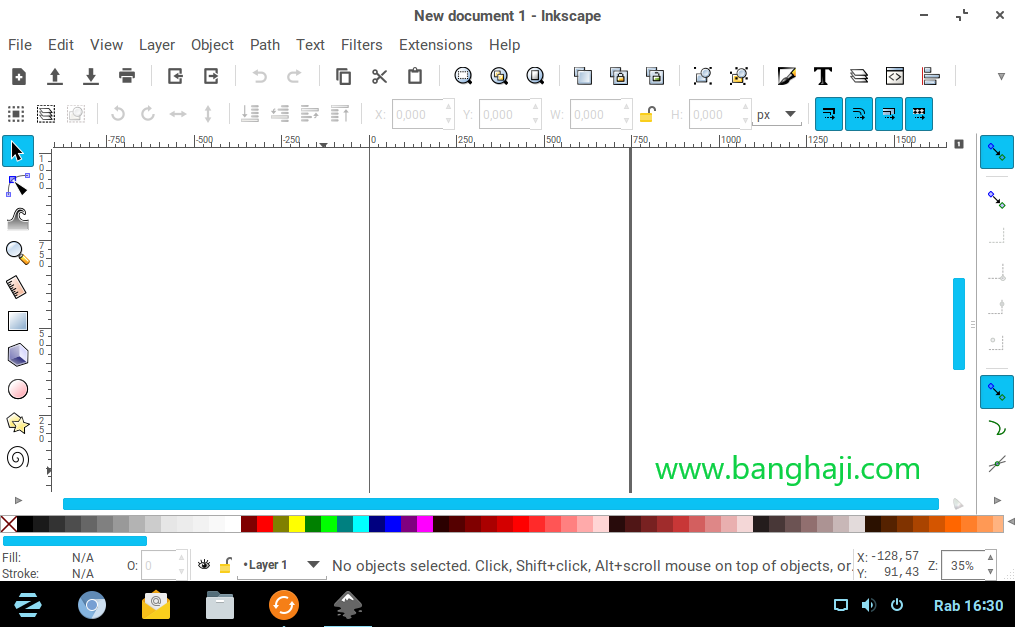 New document 1 - Inkscape
File Edit View Layer Object Path Text Filters Extensions Help
X: 0,000 Y: 0,000 W: 0,000 H: 0,000 px
-750 -500 -250 0 250 500 750 1000 1250 1500
1000
750
500
250
www.banghaji.com
Fill: N/A O: 0 •Layer 1 No objects selected. Click, Shift+click, Alt+scroll mouse on top of objects, or. X: -128,57 Z: 35%
Stroke: N/A Y: 91,43
Rab 16:30